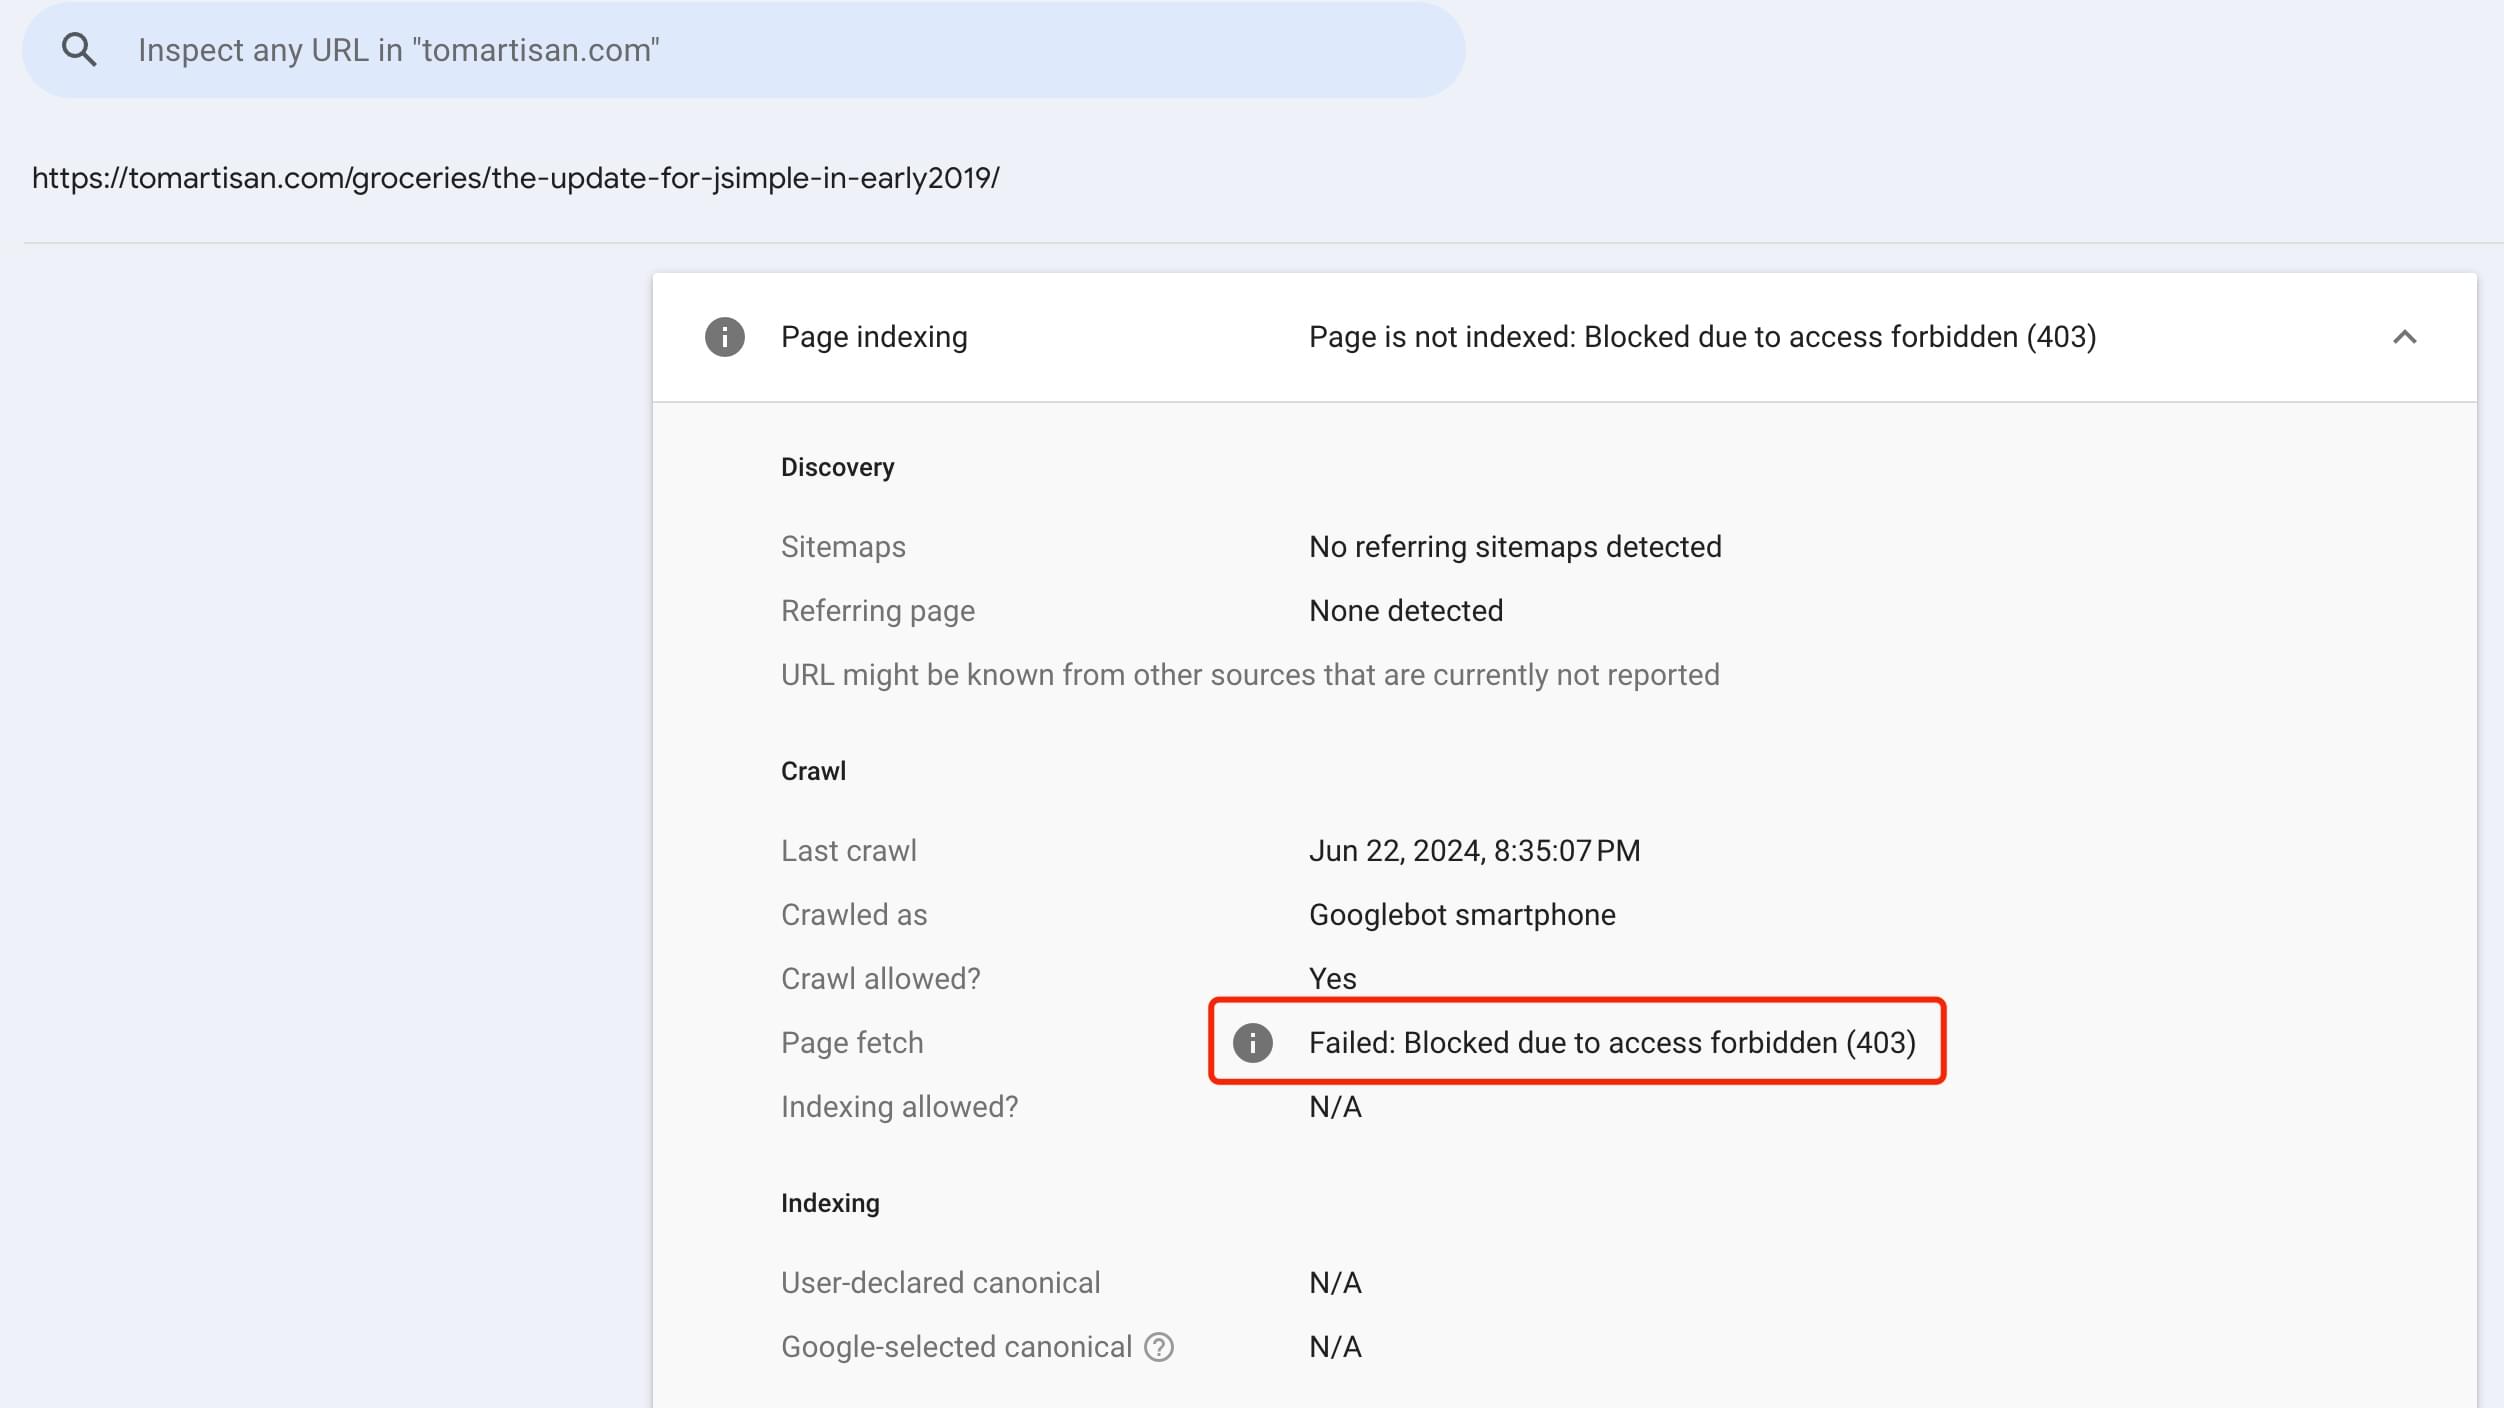 Inspect any URL in "tomartisan.com"
https://tomartisan.com/groceries/the-update-for-jsimple-in-early2019/
Page indexing Page is not indexed: Blocked due to access forbidden (403)
Discovery
Sitemaps No referring sitemaps detected
Referring page None detected
URL might be known from other sources that are currently not reported
Crawl
Last crawl Jun 22, 2024, 8:35:07 PM
Crawled as Googlebot smartphone
Crawl allowed? Yes
Page fetch Failed: Blocked due to access forbidden (403)
Indexing allowed? N/A
Indexing
User-declared canonical N/A
Google-selected canonical N/A